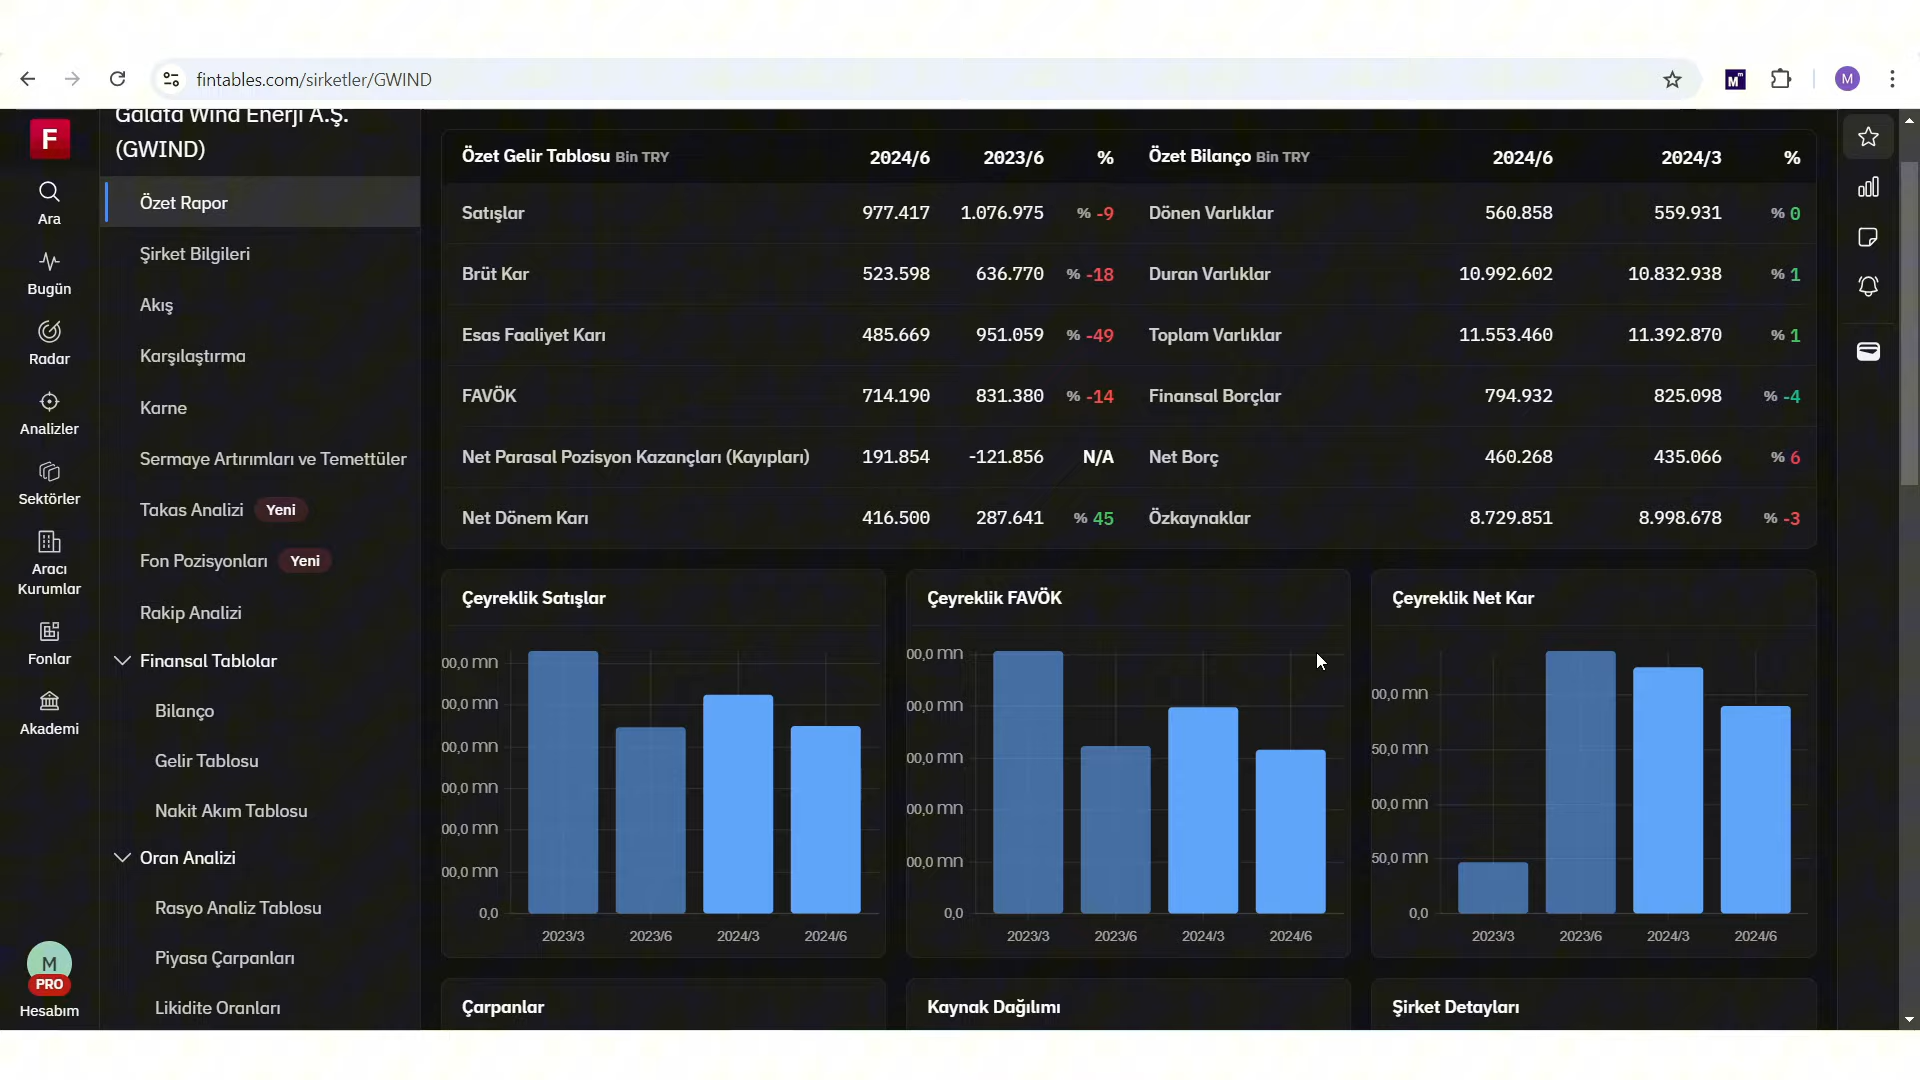 fintables.com/sirketler/GWIND
M
M
F
Ara
Bugün
Radar
Analizler
Sektörler
Aracı
Kurumlar
Fonlar
Akademi
M
PRO
Hesabım
Galata Wind Enerji A.Ş.
(GWIND)
Özet Rapor
Şirket Bilgileri
Akış
Karşılaştırma
Karne
Sermaye Artırımları ve Temettüler
Takas Analizi Yeni
Fon Pozisyonları Yeni
Rakip Analizi
Finansal Tablolar
Bilanço
Gelir Tablosu
Nakit Akım Tablosu
Oran Analizi
Rasyo Analiz Tablosu
Piyasa Çarpanları
Likidite Oranları
Özet Gelir Tablosu Bin TRY 2024/6 2023/6 %
Satışlar 977.417 1.076.975 % -9
Brüt Kar 523.598 636.770 % -18
Esas Faaliyet Karı 485.669 951.059 % -49
FAVÖK 714.190 831.380 % -14
Net Parasal Pozisyon Kazançları (Kayıpları) 191.854 -121.856 N/A
Net Dönem Karı 416.500 287.641 % 45
Özet Bilanço Bin TRY 2024/6 2024/3 %
Dönen Varlıklar 560.858 559.931 % 0
Duran Varlıklar 10.992.602 10.832.938 % 1
Toplam Varlıklar 11.553.460 11.392.870 % 1
Finansal Borçlar 794.932 825.098 % -4
Net Borç 460.268 435.066 % 6
Özkaynaklar 8.729.851 8.998.678 % -3
Çeyreklik Satışlar
00,0 mn
00,0 mn
00,0 mn
00,0 mn
00,0 mn
00,0 mn
0,0
2023/3 2023/6 2024/3 2024/6
Çeyreklik FAVÖK
00,0 mn
00,0 mn
00,0 mn
00,0 mn
00,0 mn
0,0
2023/3 2023/6 2024/3 2024/6
Çeyreklik Net Kar
00,0 mn
50,0 mn
00,0 mn
50,0 mn
0,0
2023/3 2023/6 2024/3 2024/6
Çarpanlar
Kaynak Dağılımı
Şirket Detayları